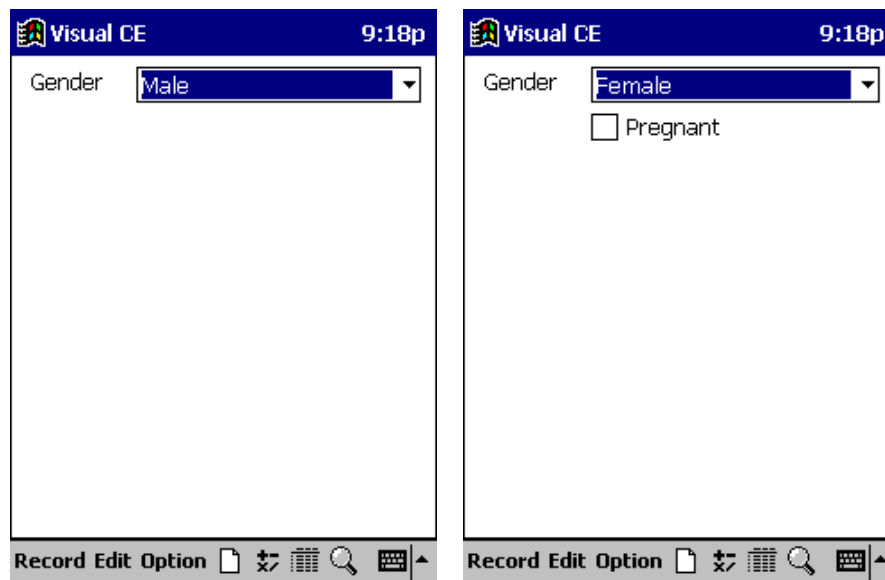 Visual CE 9:18p
Gender Male
Record Edit Option
Visual CE 9:18p
Gender Female
Pregnant
Record Edit Option